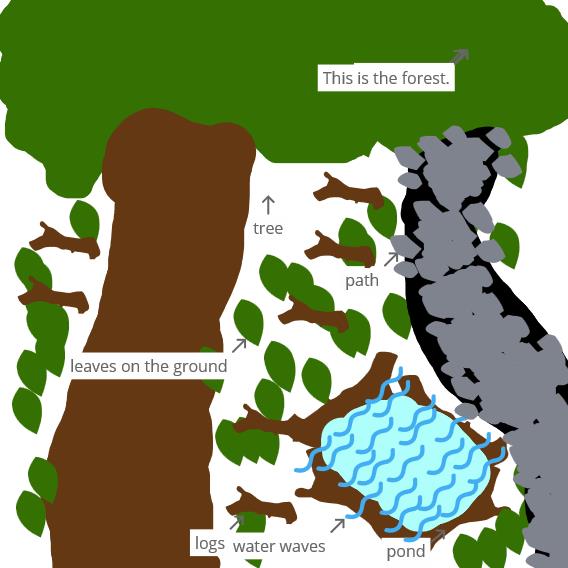 This is the forest.
tree
path
leaves on the ground
logs
water waves
pond